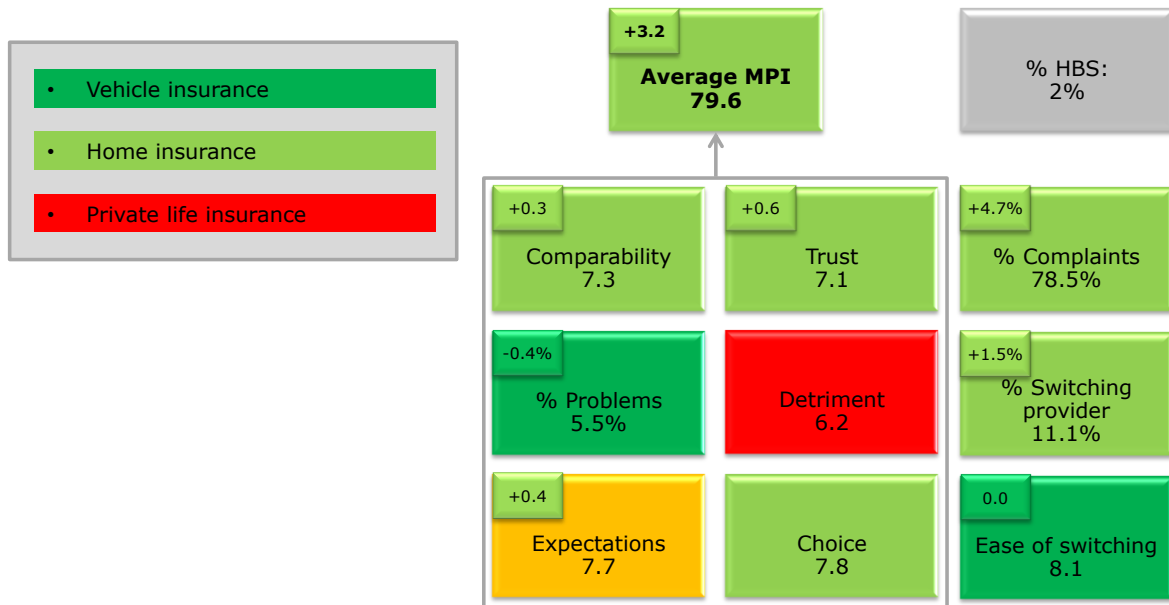 • Vehicle insurance
• Home insurance
• Private life insurance
+3.2
Average MPI
79.6
% HBS:
2%
+0.3
Comparability
7.3
+0.6
Trust
7.1
+4.7%
% Complaints
78.5%
-0.4%
% Problems
5.5%
Detriment
6.2
+1.5%
% Switching
provider
11.1%
+0.4
Expectations
7.7
Choice
7.8
0.0
Ease of switching
8.1